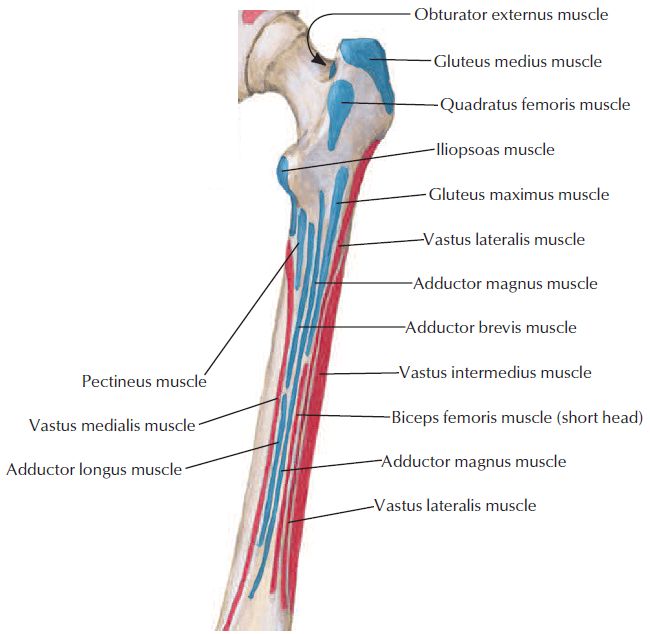 Obturator externus muscle
Gluteus medius muscle
Quadratus femoris muscle
Iliopsoas muscle
Gluteus maximus muscle
Vastus lateralis muscle
Adductor magnus muscle
Adductor brevis muscle
Vastus intermedius muscle
Pectineus muscle
Biceps femoris muscle (short head)
Vastus medialis muscle
Adductor magnus muscle
Adductor longus muscle
Vastus lateralis muscle